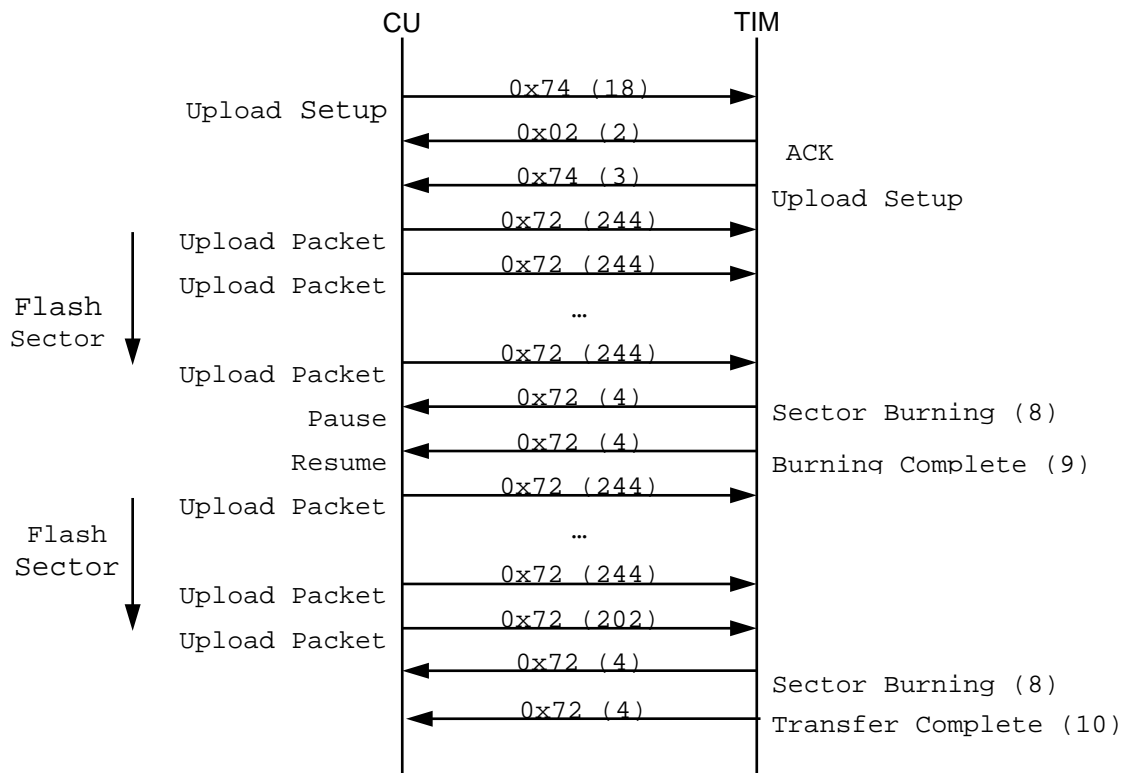 CU
TIM
0x74 (18)
Upload Setup
0x02 (2)
ACK
0x74 (3)
Upload Setup
0x72 (244)
Upload Packet
0x72 (244)
Upload Packet
Flash
Sector
…
0x72 (244)
Upload Packet
0x72 (4)
Sector Burning (8)
Pause
0x72 (4)
Resume
Burning Complete (9)
0x72 (244)
Upload Packet
Flash
Sector
…
0x72 (244)
Upload Packet
0x72 (202)
Upload Packet
0x72 (4)
Sector Burning (8)
0x72 (4)
Transfer Complete (10)